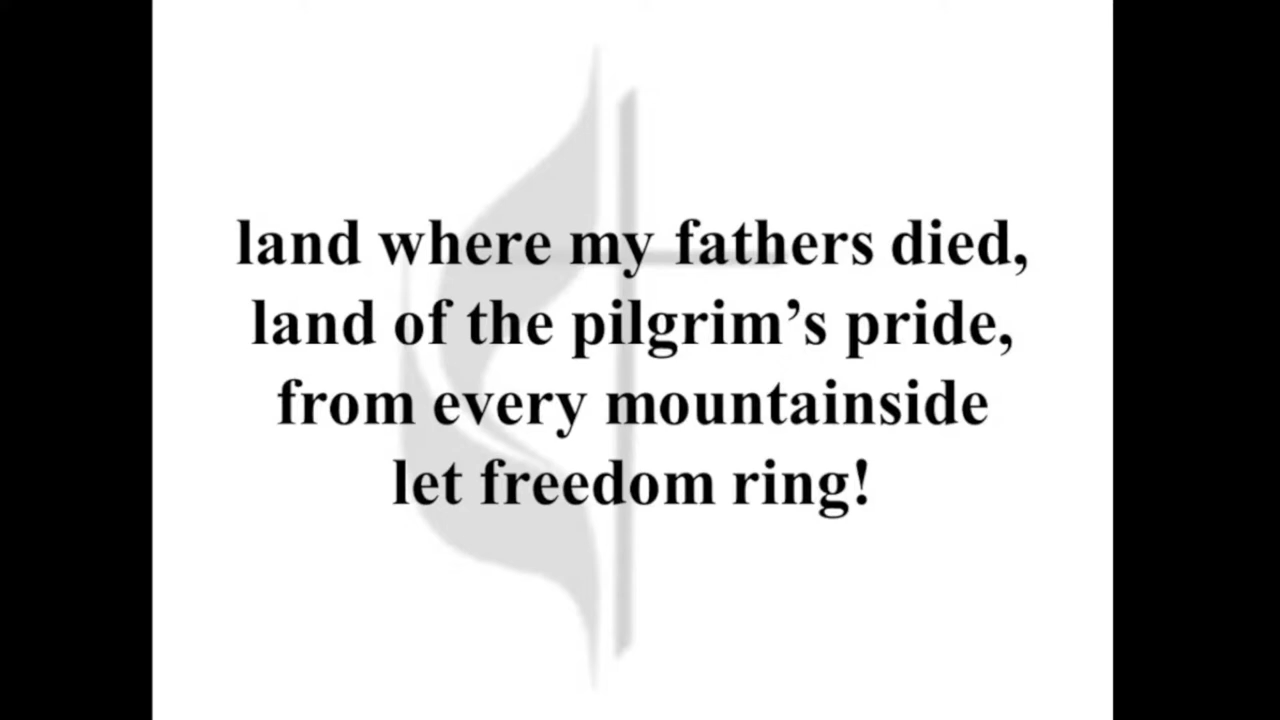 land where my fathers died,
land of the pilgrim’s pride,
from every mountainside
let freedom ring!